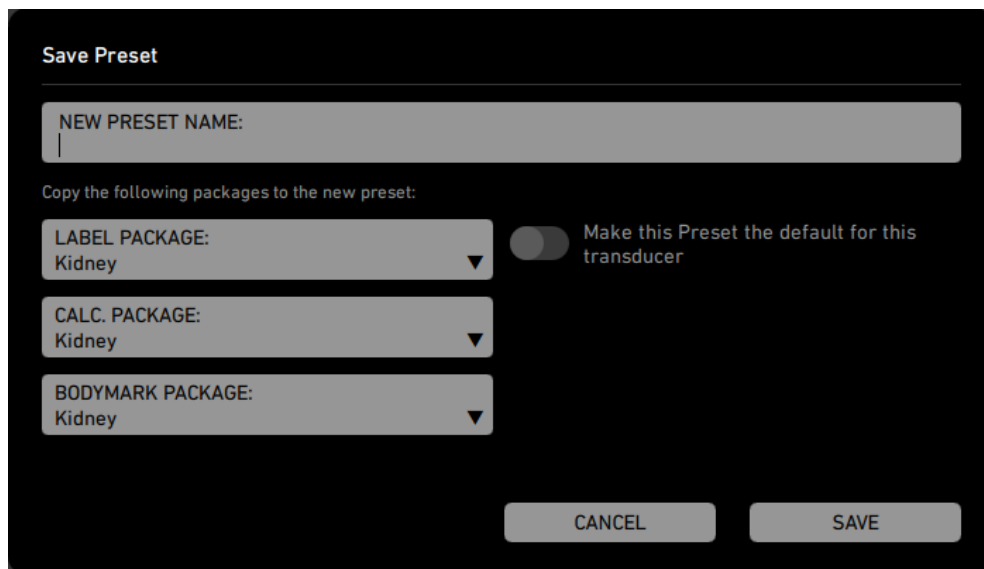 Save Preset
NEW PRESET NAME:
Copy the following packages to the new preset:
LABEL PACKAGE:
Kidney
Make this Preset the default for this
transducer
CALC. PACKAGE:
Kidney
BODYMARK PACKAGE:
Kidney
CANCEL
SAVE